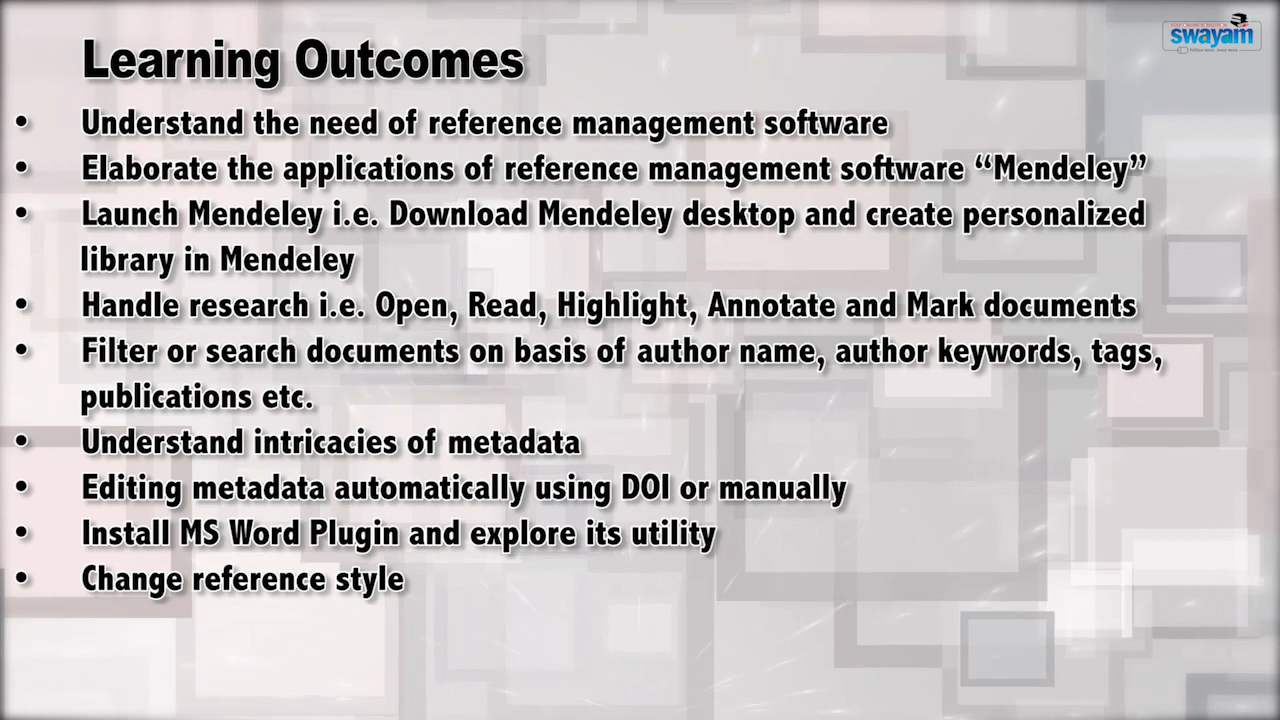 swayam
Learning Outcomes
• Understand the need of reference management software
• Elaborate the applications of reference management software “Mendeley”
• Launch Mendeley i.e. Download Mendeley desktop and create personalized
library in Mendeley
• Handle research i.e. Open, Read, Highlight, Annotate and Mark documents
• Filter or search documents on basis of author name, author keywords, tags,
publications etc.
• Understand intricacies of metadata
• Editing metadata automatically using DOI or manually
• Install MS Word Plugin and explore its utility
• Change reference style